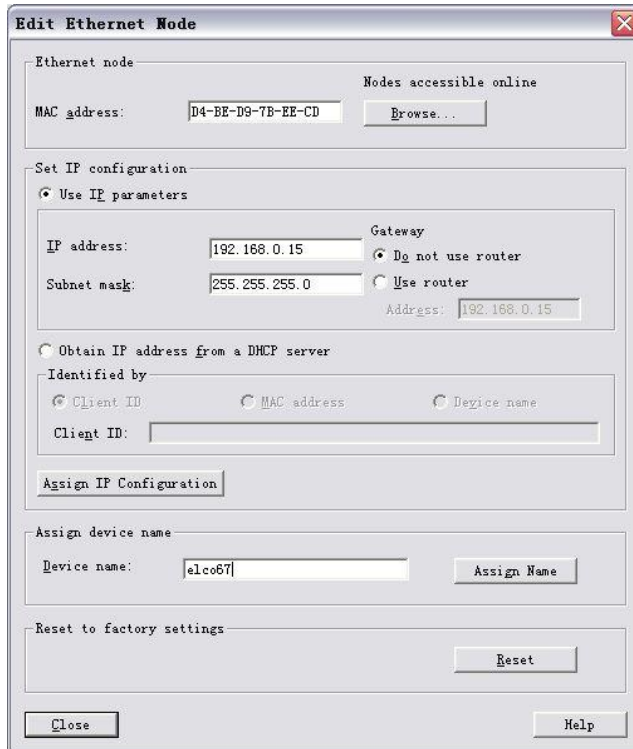 Edit Ethernet Node
Ethernet node
Nodes accessible online
MAC address:
D4-BE-D9-7B-EE-CD
Browse...
Set IP configuration
Use IP parameters
Gateway
IP address:
192.168.0.15
Do not use router
Subnet mask:
255.255.255.0
Use router
Address:
192.168.0.15
Obtain IP address from a DHCP server
Identified by
Client ID
MAC address
Device name
Client ID:
Assign IP Configuration
Assign device name
Device name:
elco67
Assign Name
Reset to factory settings
Reset
Close
Help